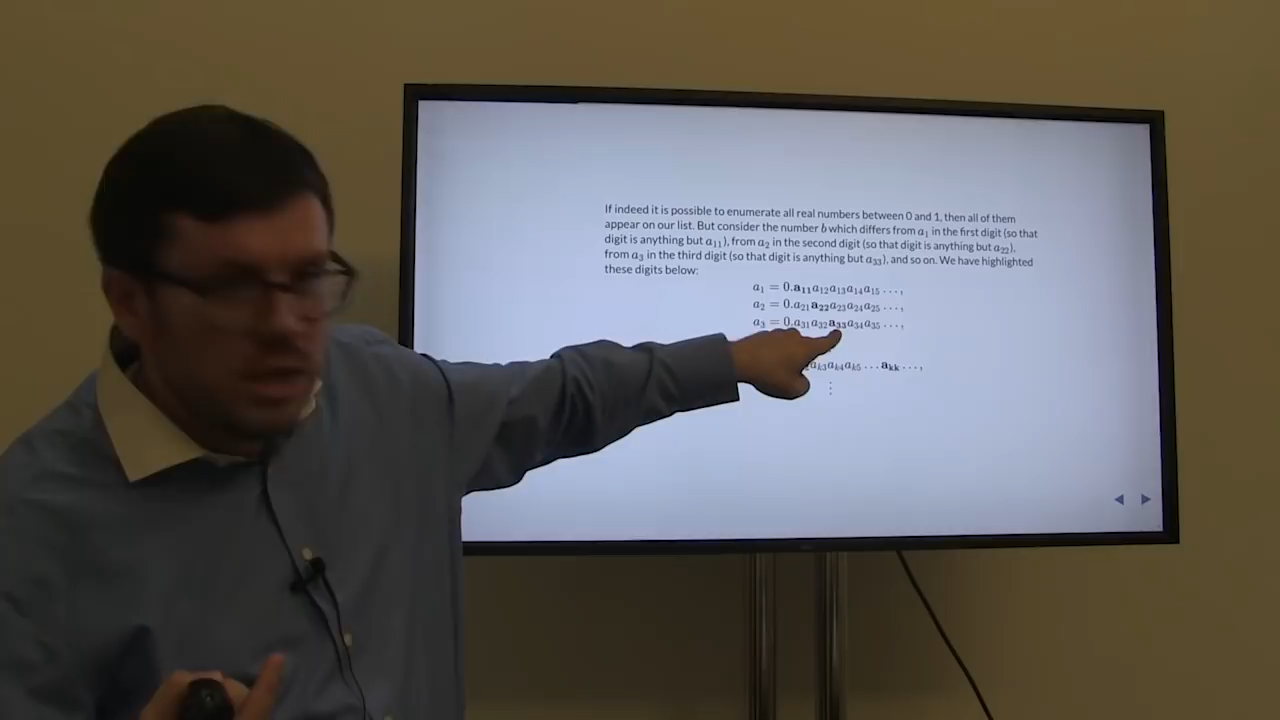 If indeed it is possible to enumerate all real numbers between 0 and 1, then all of them
appear on our list. But consider the number b which differs from a₁ in the first digit (so that
digit is anything but a₁₁), from a₂ in the second digit (so that digit is anything but a₂₂),
from a₃ in the third digit (so that digit is anything but a₃₃), and so on. We have highlighted
these digits below:
a₁ = 0.a₁₁a₁₂a₁₃a₁₄a₁₅ . . . ,
a₂ = 0.a₂₁a₂₂a₂₃a₂₄a₂₅ . . . ,
a₃ = 0.a₃₁a₃₂a₃₃a₃₄a₃₅ . . . ,
aₖ₃aₖ₄aₖ₅ . . . aₖₖ . . . ,
⋮